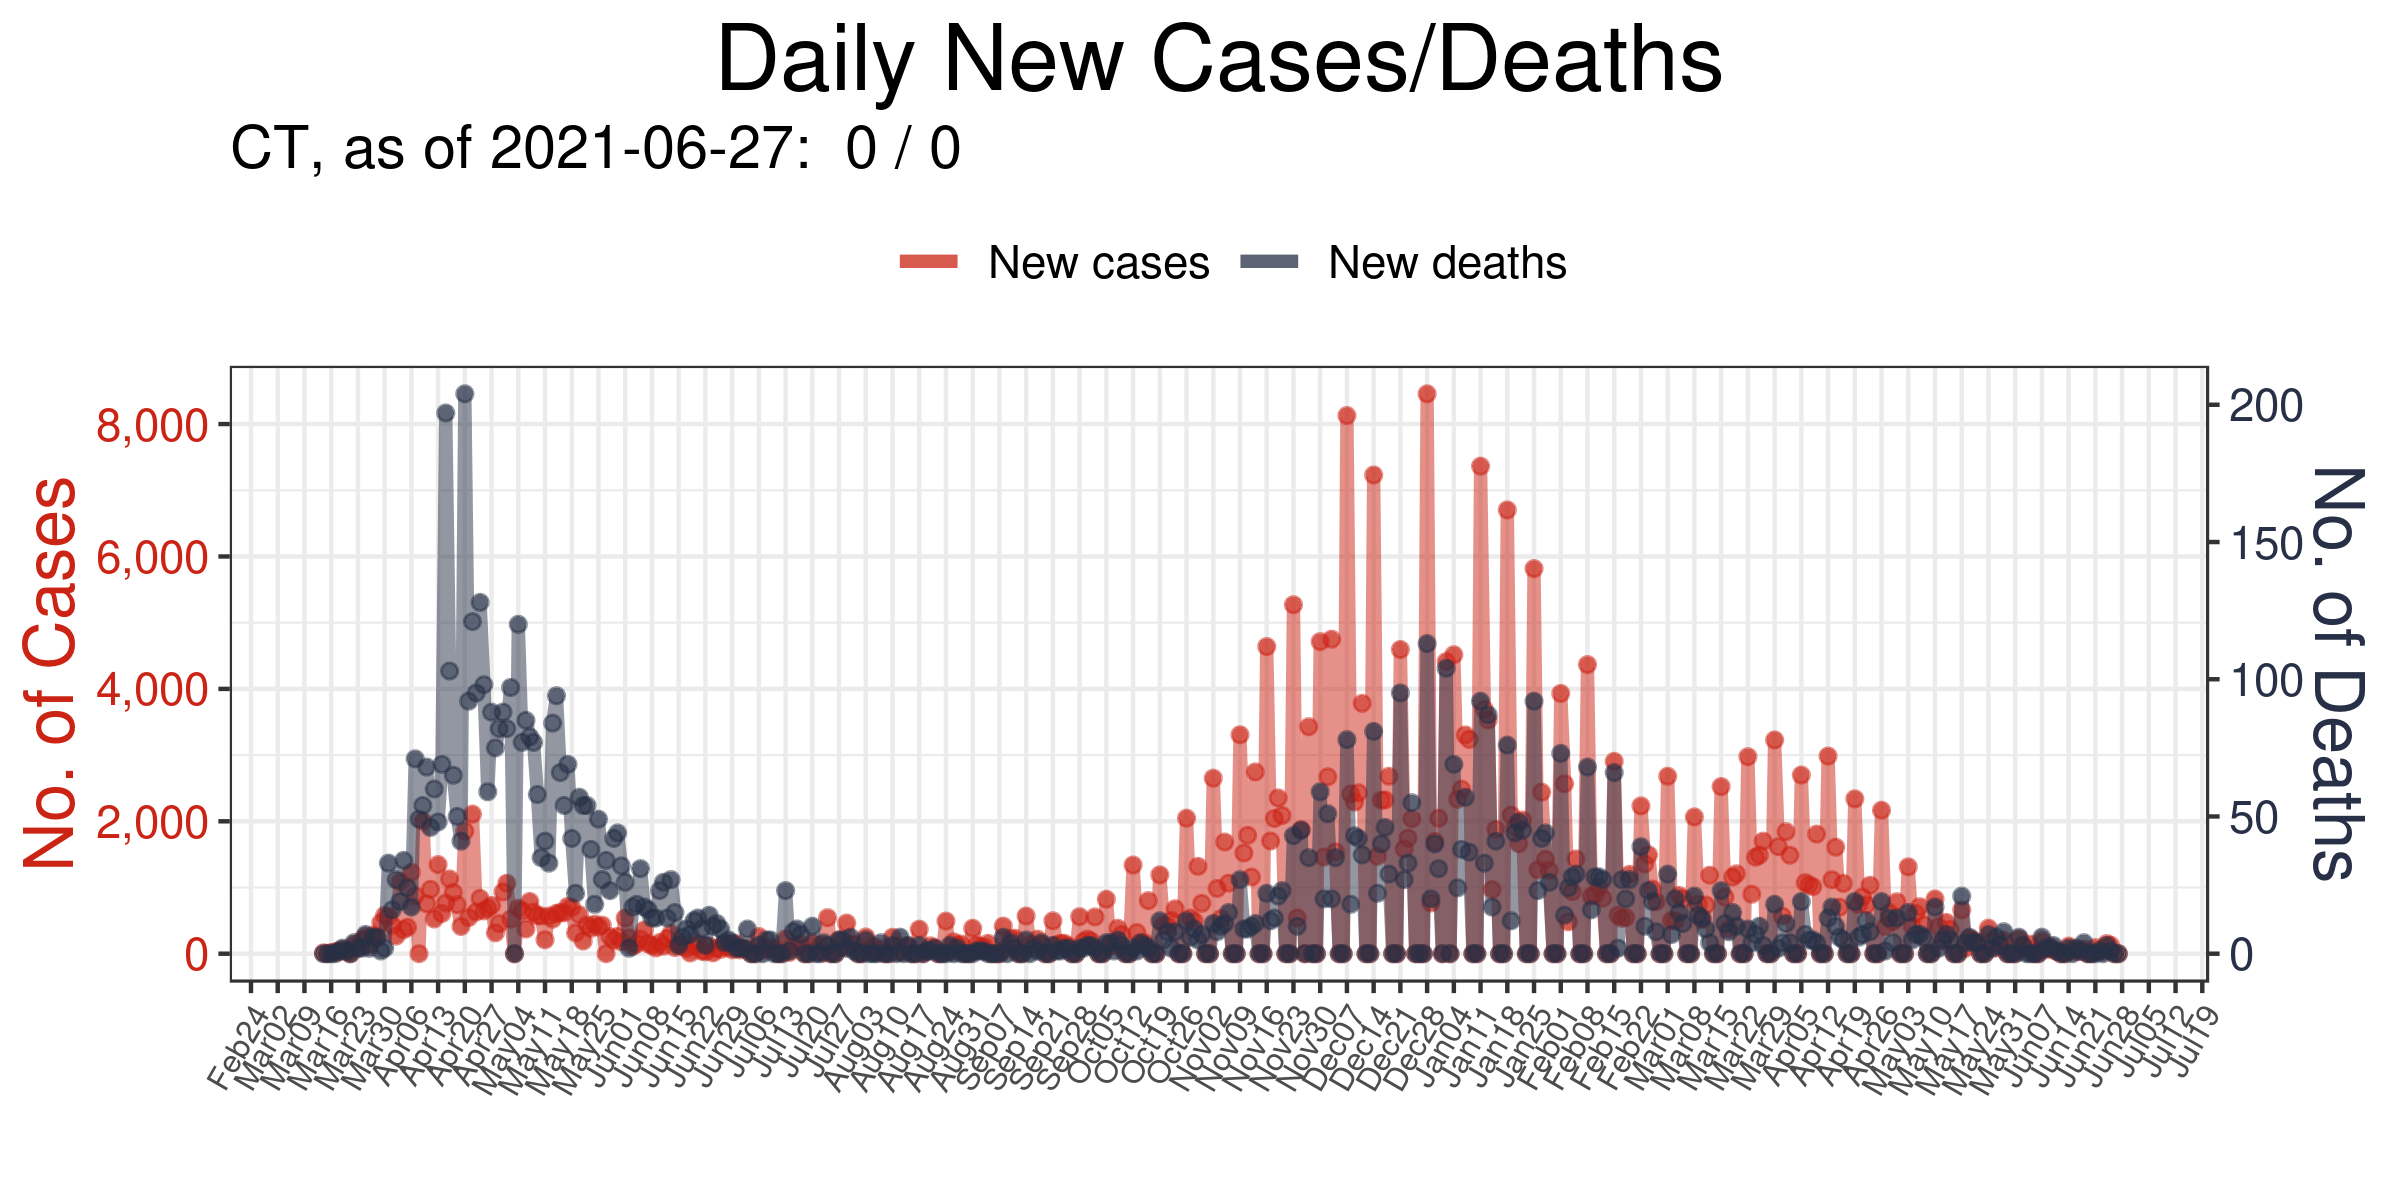 Daily New Cases/Deaths
CT, as of 2021-06-27:  0 / 0
New cases
New deaths
No. of Cases
8,000
6,000
4,000
2,000
0
200
150
100
50
0
No. of Deaths
Feb24
Mar02
Mar09
Mar16
Mar23
Mar30
Apr06
Apr13
Apr20
Apr27
May04
May11
May18
May25
Jun01
Jun08
Jun15
Jun22
Jun29
Jul06
Jul13
Jul20
Jul27
Aug03
Aug10
Aug17
Aug24
Aug31
Sep07
Sep14
Sep21
Sep28
Oct05
Oct12
Oct19
Oct26
Nov02
Nov09
Nov16
Nov23
Nov30
Dec07
Dec14
Dec21
Dec28
Jan04
Jan11
Jan18
Jan25
Feb01
Feb08
Feb15
Feb22
Mar01
Mar08
Mar15
Mar22
Mar29
Apr05
Apr12
Apr19
Apr26
May03
May10
May17
May24
May31
Jun07
Jun14
Jun21
Jun28
Jul05
Jul12
Jul19